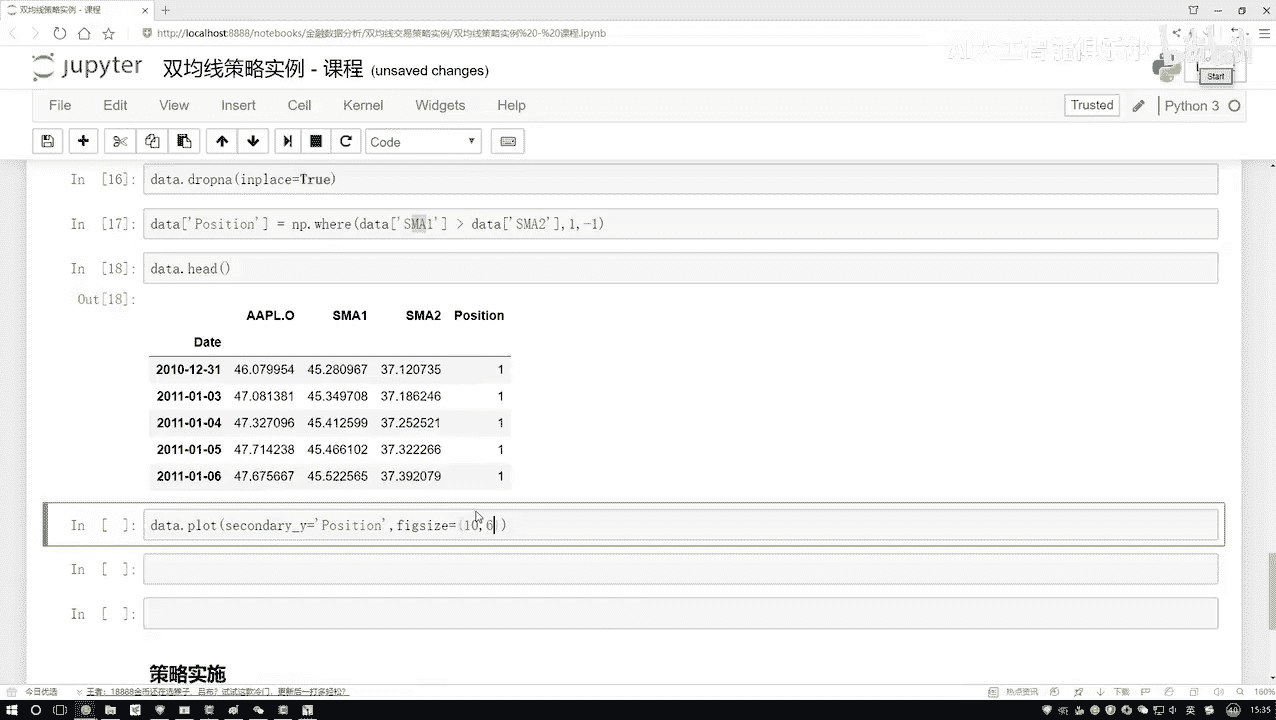 双均线策略实例 - 课程
http://localhost:8888/notebooks/金融数据分析/双均线交易策略实例/双均线策略实例%20-%20课程.ipynb
jupyter 双均线策略实例 - 课程 (unsaved changes)
Start
File Edit View Insert Cell Kernel Widgets Help
Trusted Python 3
Code
In [16]: data.dropna(inplace=True)
In [17]: data['Position'] = np.where(data['SMA1'] > data['SMA2'],1,-1)
In [18]: data.head()
Out[18]:
AAPL.O SMA1 SMA2 Position
Date
2010-12-31 46.079954 45.280967 37.120735 1
2011-01-03 47.081381 45.349708 37.186246 1
2011-01-04 47.327096 45.412599 37.252521 1
2011-01-05 47.714238 45.466102 37.322266 1
2011-01-06 47.675667 45.522565 37.392079 1
In [ ]: data.plot(secondary_y='Position',figsize=(10,6))
In [ ]:
In [ ]:
策略实施
今日优选 热点资讯 下载 160%
英 15:35